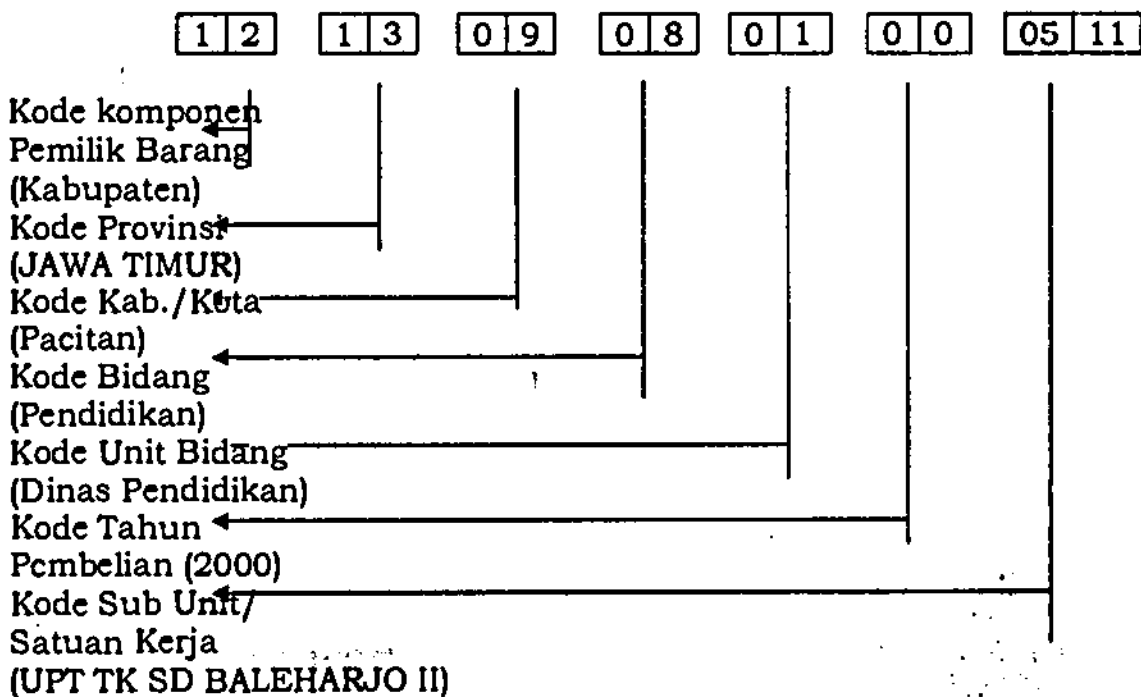 1 2 1 3 0 9 0 8 0 1 0 0 05 11
Kode komponen
Pemilik Barang
(Kabupaten)
Kode Provinsi
(JAWA TIMUR)
Kode Kab./Kota
(Pacitan)
Kode Bidang
(Pendidikan)
Kode Unit Bidang
(Dinas Pendidikan)
Kode Tahun
Pembelian (2000)
Kode Sub Unit/
Satuan Kerja
(UPT TK SD BALEHARJO II)